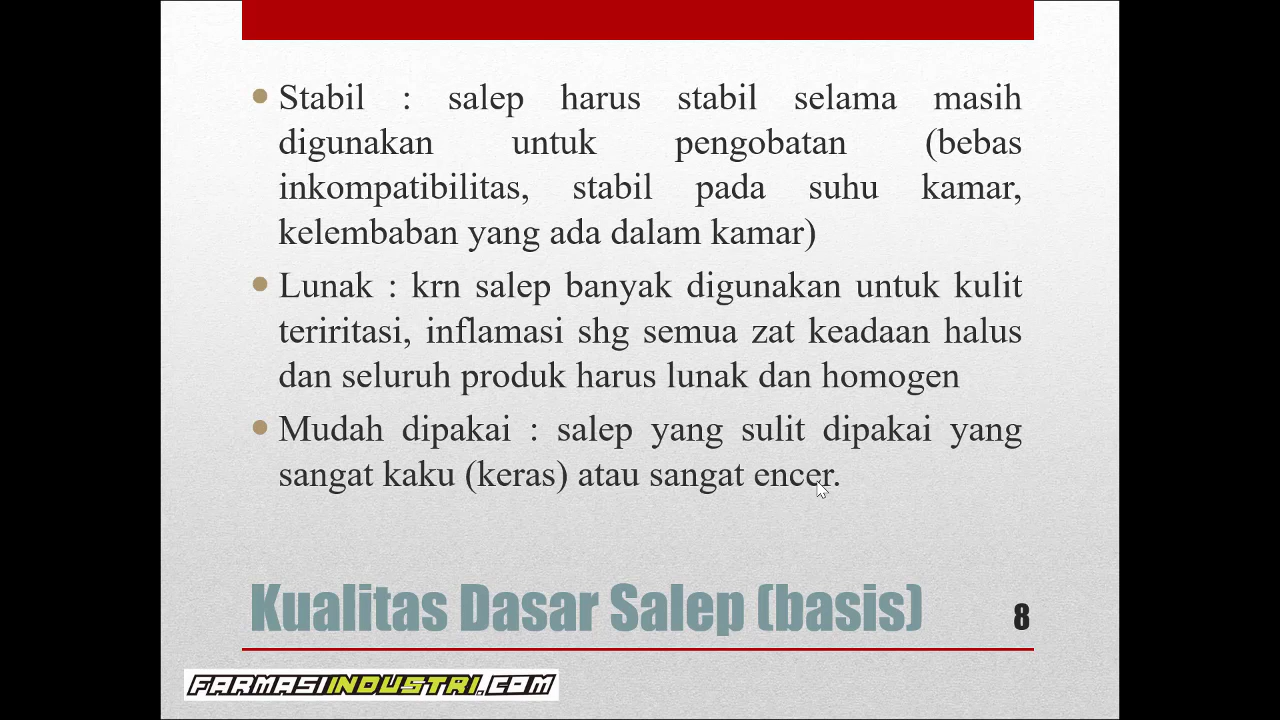 Stabil : salep harus stabil selama masih
digunakan untuk pengobatan (bebas
inkompatibilitas, stabil pada suhu kamar,
kelembaban yang ada dalam kamar)
Lunak : krn salep banyak digunakan untuk kulit
teriritasi, inflamasi shg semua zat keadaan halus
dan seluruh produk harus lunak dan homogen
Mudah dipakai : salep yang sulit dipakai yang
sangat kaku (keras) atau sangat encer.
Kualitas Dasar Salep (basis)
8
FARMASIINDUSTRI.COM